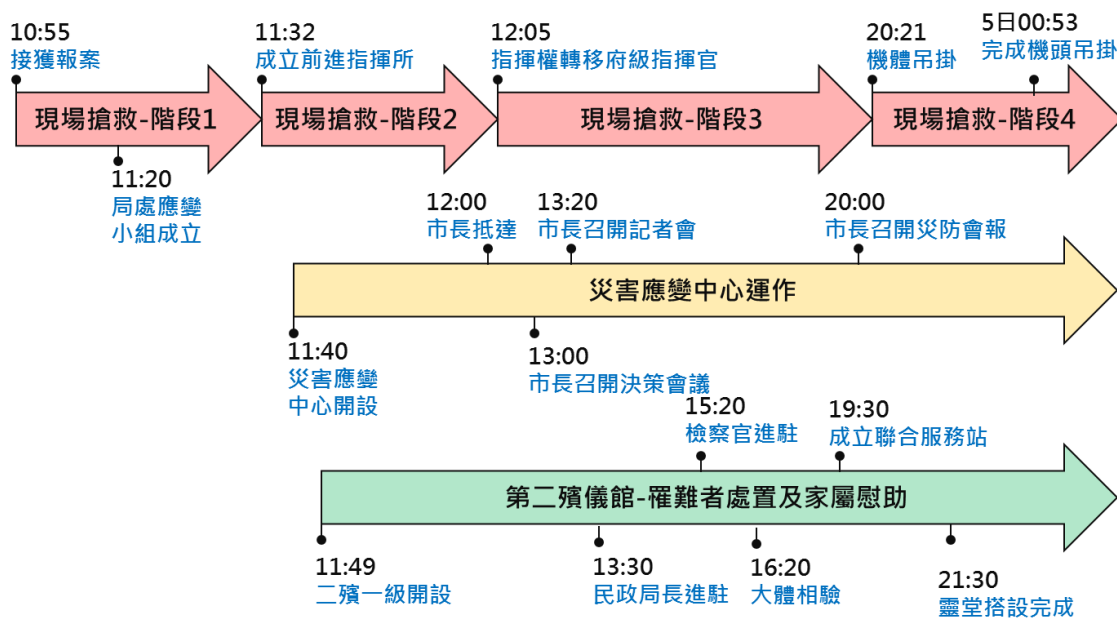 10:55
接獲報案
11:32
成立前進指揮所
12:05
指揮權轉移府級指揮官
20:21
機體吊掛
5日00:53
完成機頭吊掛
現場搶救-階段1
現場搶救-階段2
現場搶救-階段3
現場搶救-階段4
11:20
局處應變
小組成立
12:00
市長抵達
13:20
市長召開記者會
20:00
市長召開災防會報
災害應變中心運作
11:40
災害應變
中心開設
13:00
市長召開決策會議
15:20
檢察官進駐
19:30
成立聯合服務站
第二殯儀館-罹難者處置及家屬慰助
11:49
二殯一級開設
13:30
民政局長進駐
16:20
大體相驗
21:30
靈堂搭設完成